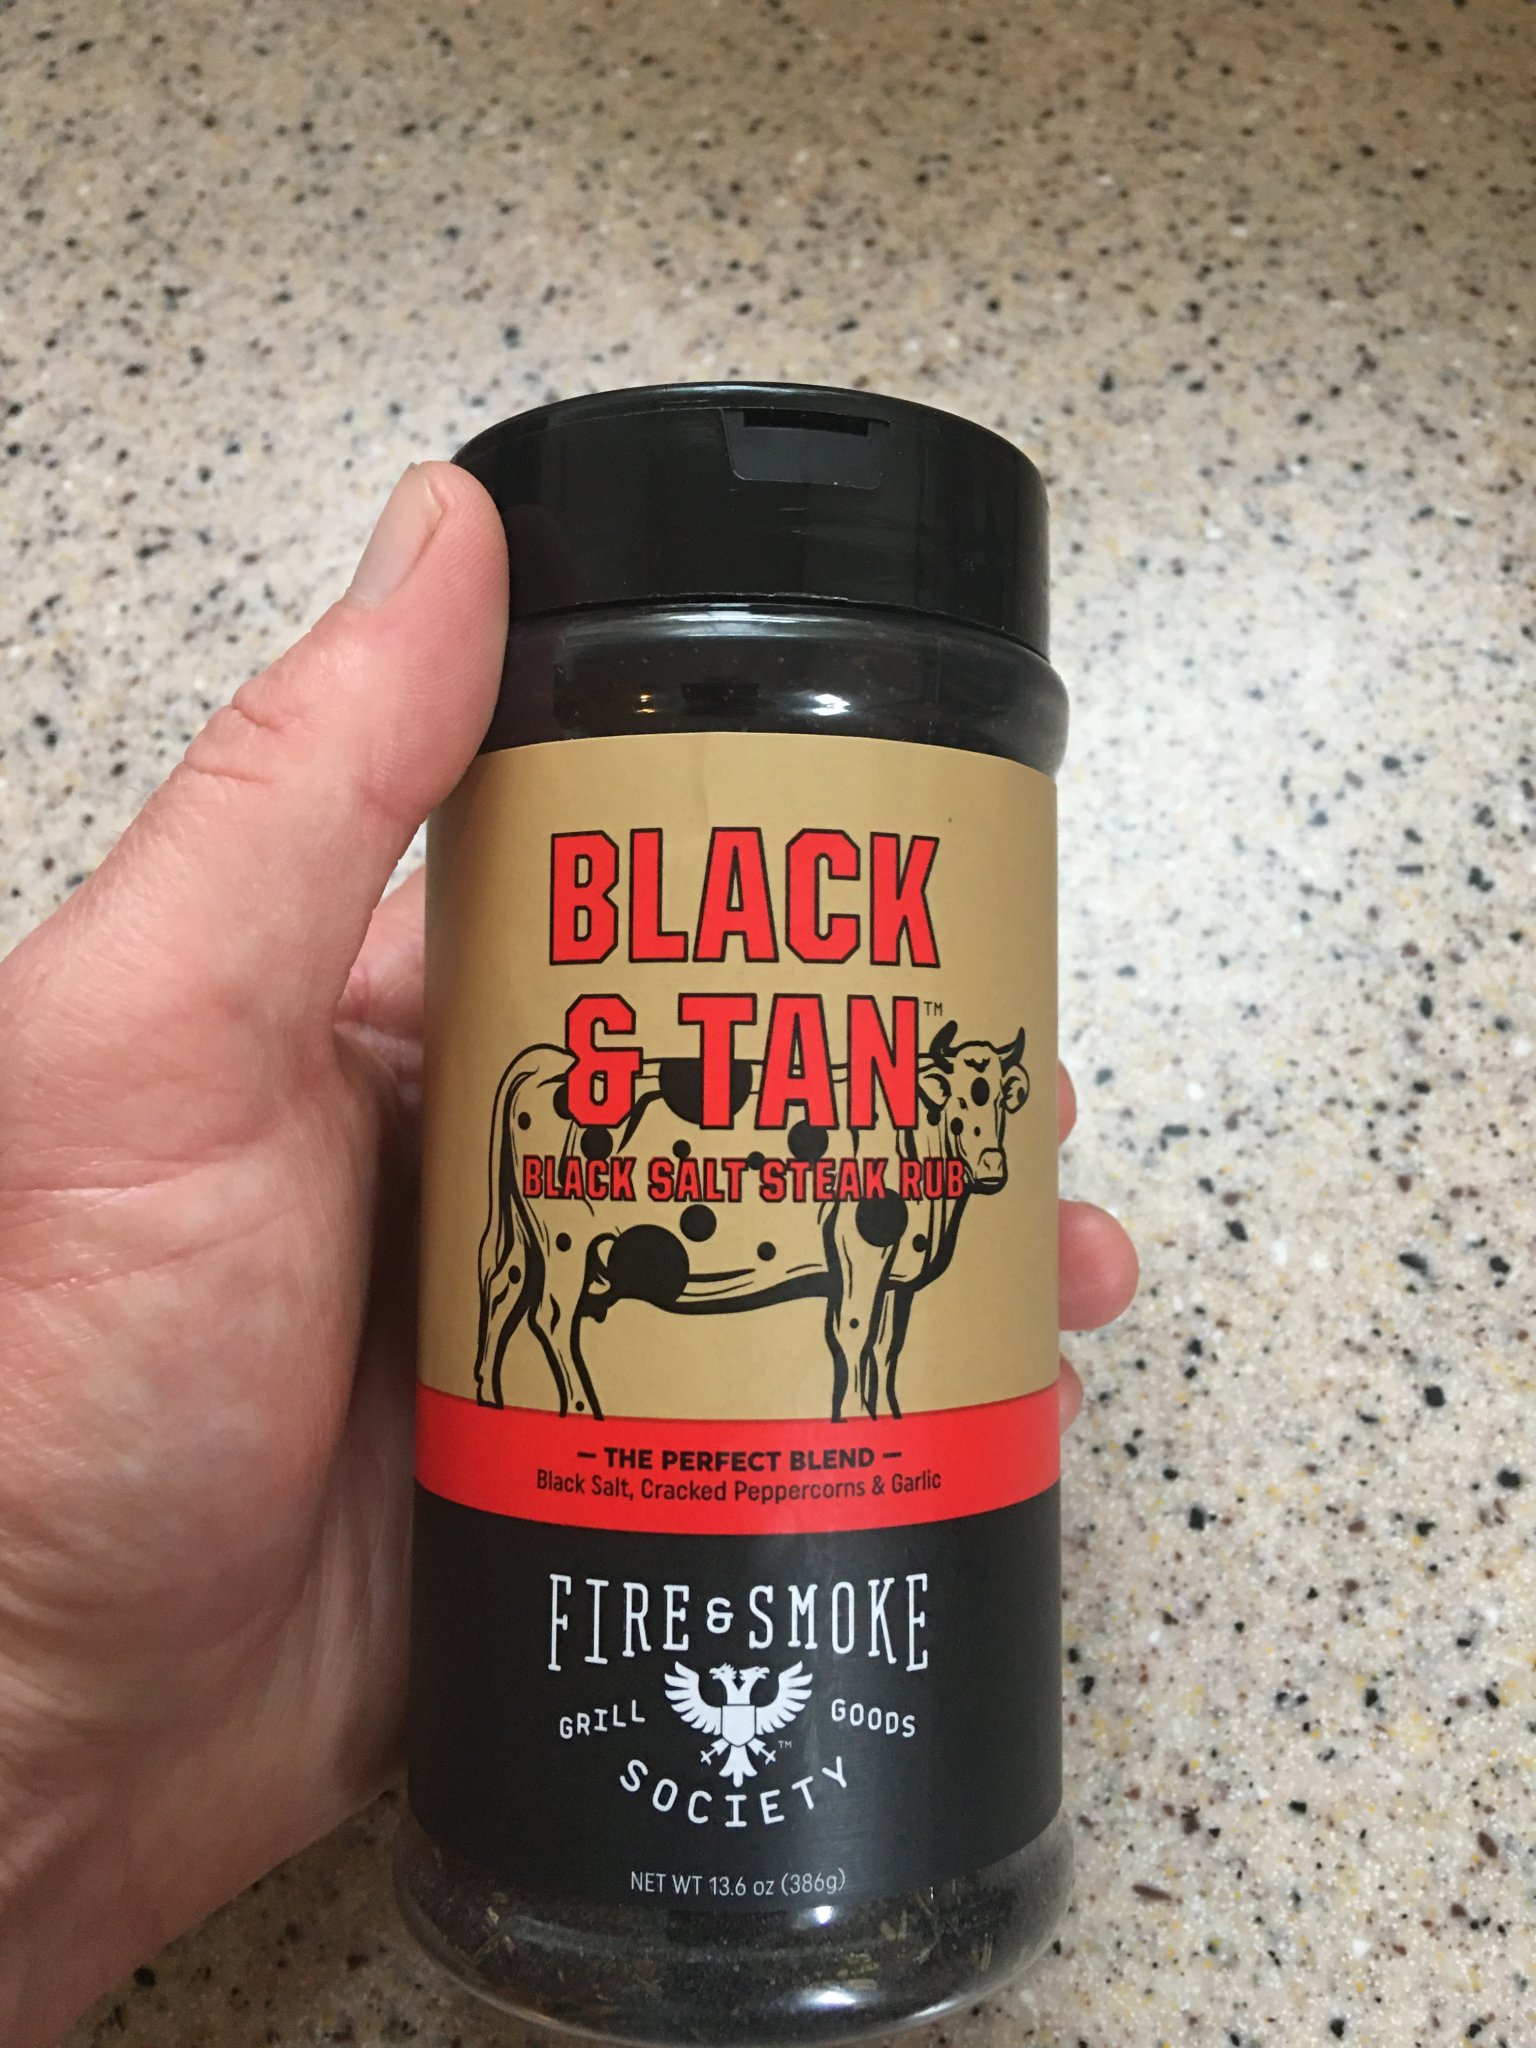 BLACK
& TAN™
BLACK SALT STEAK RUB
— THE PERFECT BLEND —
Black Salt, Cracked Peppercorns & Garlic
FIRE & SMOKE
GRILL GOODS
TM
SOCIETY
NET WT 13.6 oz (386g)